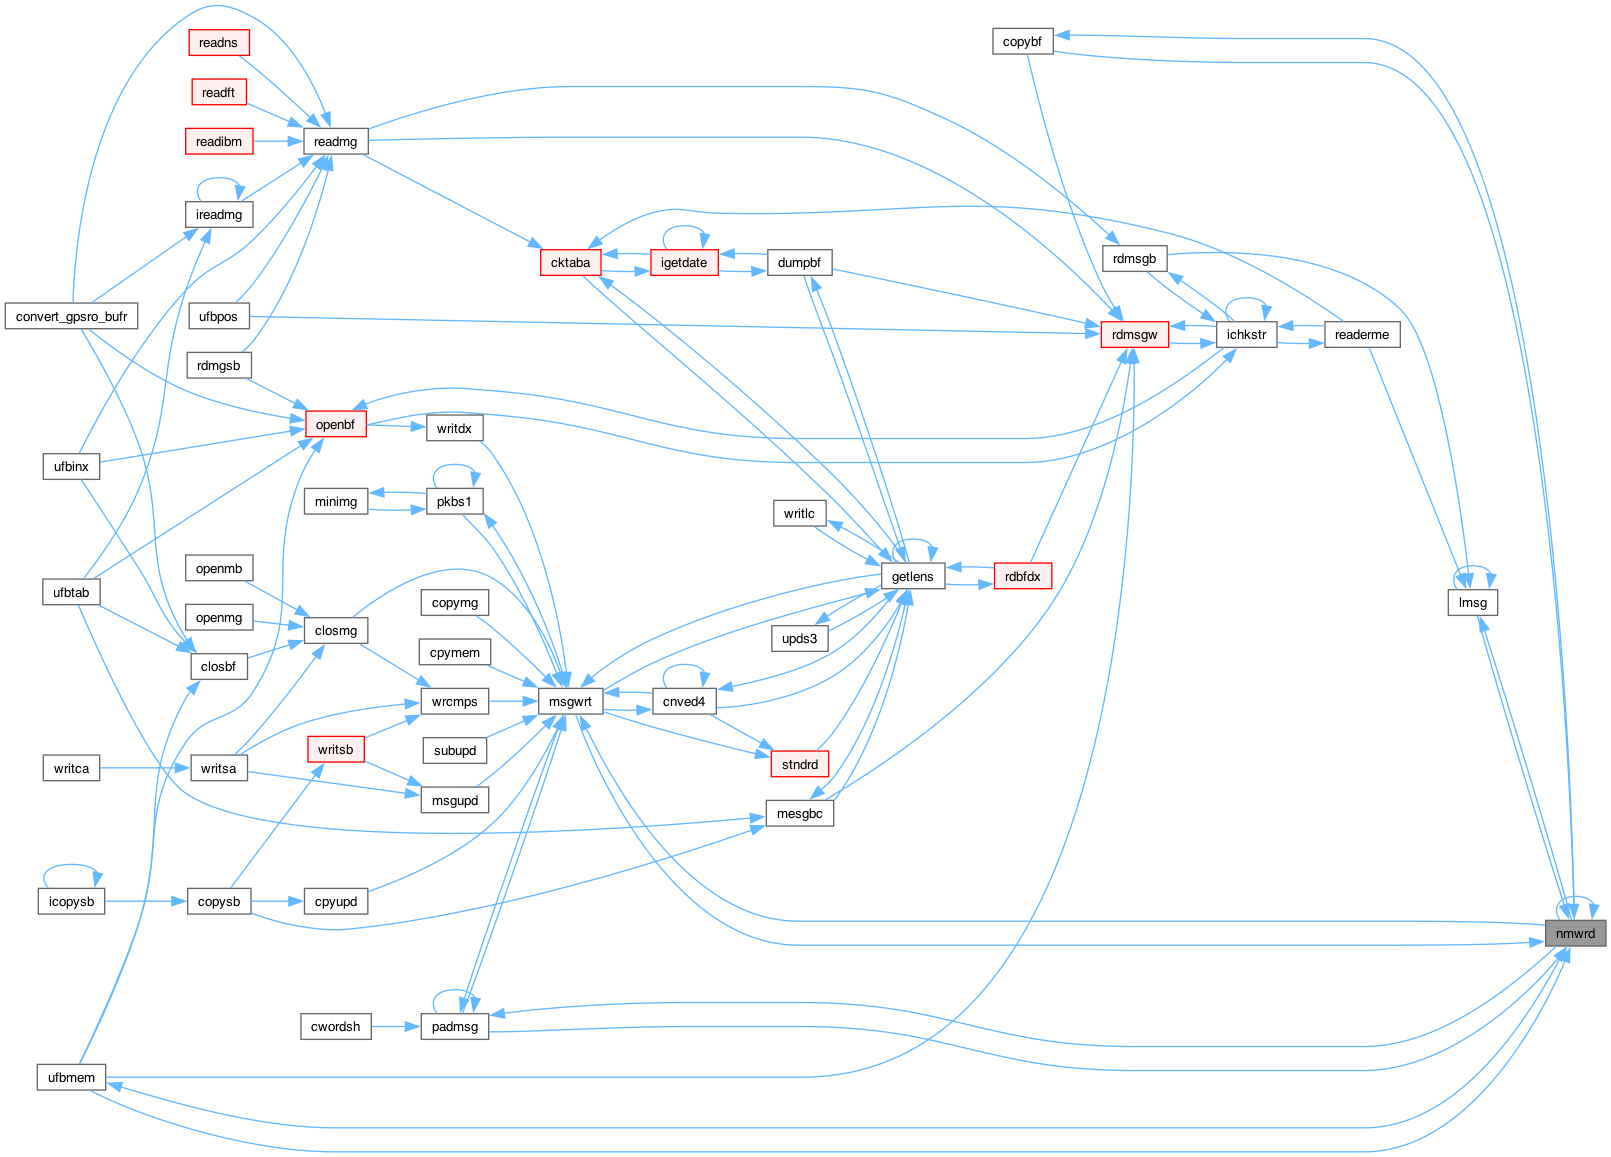 readns
copybf
readft
readibm
readmg
ireadmg
cktaba
igetdate
dumpbf
rdmsgb
convert_gpsro_bufr
ufbpos
rdmsgw
ichkstr
readerme
rdmgsb
openbf
writdx
ufbinx
minimg
pkbs1
writlc
openmb
getlens
rdbfdx
ufbtab
lmsg
openmg
closmg
copymg
upds3
closbf
cpymem
wrcmps
msgwrt
cnved4
writsb
subupd
writca
writsa
stndrd
msgupd
mesgbc
icopysb
copysb
cpyupd
nmwrd
cwordsh
padmsg
ufbmem